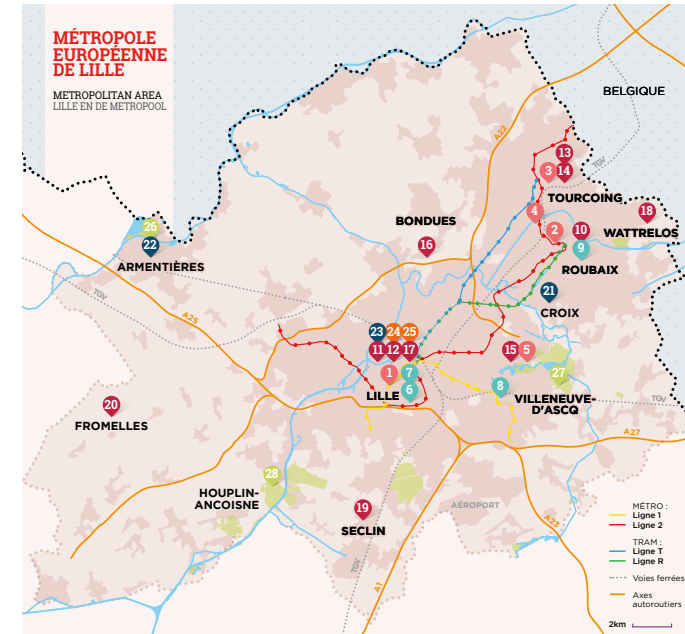 MÉTROPOLE
EUROPÉENNE
DE LILLE
METROPOLITAN AREA
LILLE EN DE METROPOOL
BELGIQUE
A22
TGV
13
3
14
TOURCOING
4
18
WATTRELOS
2
10
9
ROUBAIX
BONDUES
16
26
22
ARMENTIÈRES
TGV
A25
21
CROIX
23
24
25
11
12
17
15
5
1
7
6
LILLE
8
27
VILLENEUVE-
D'ASCQ
TGV
A27
20
FROMELLES
28
HOUPLIN-
ANCOISNE
19
SECLIN
AÉROPORT
A23
TGV
A1
MÉTRO :
Ligne 1
Ligne 2
TRAM :
Ligne T
Ligne R
Voies ferrées
Axes
autoroutiers
2km